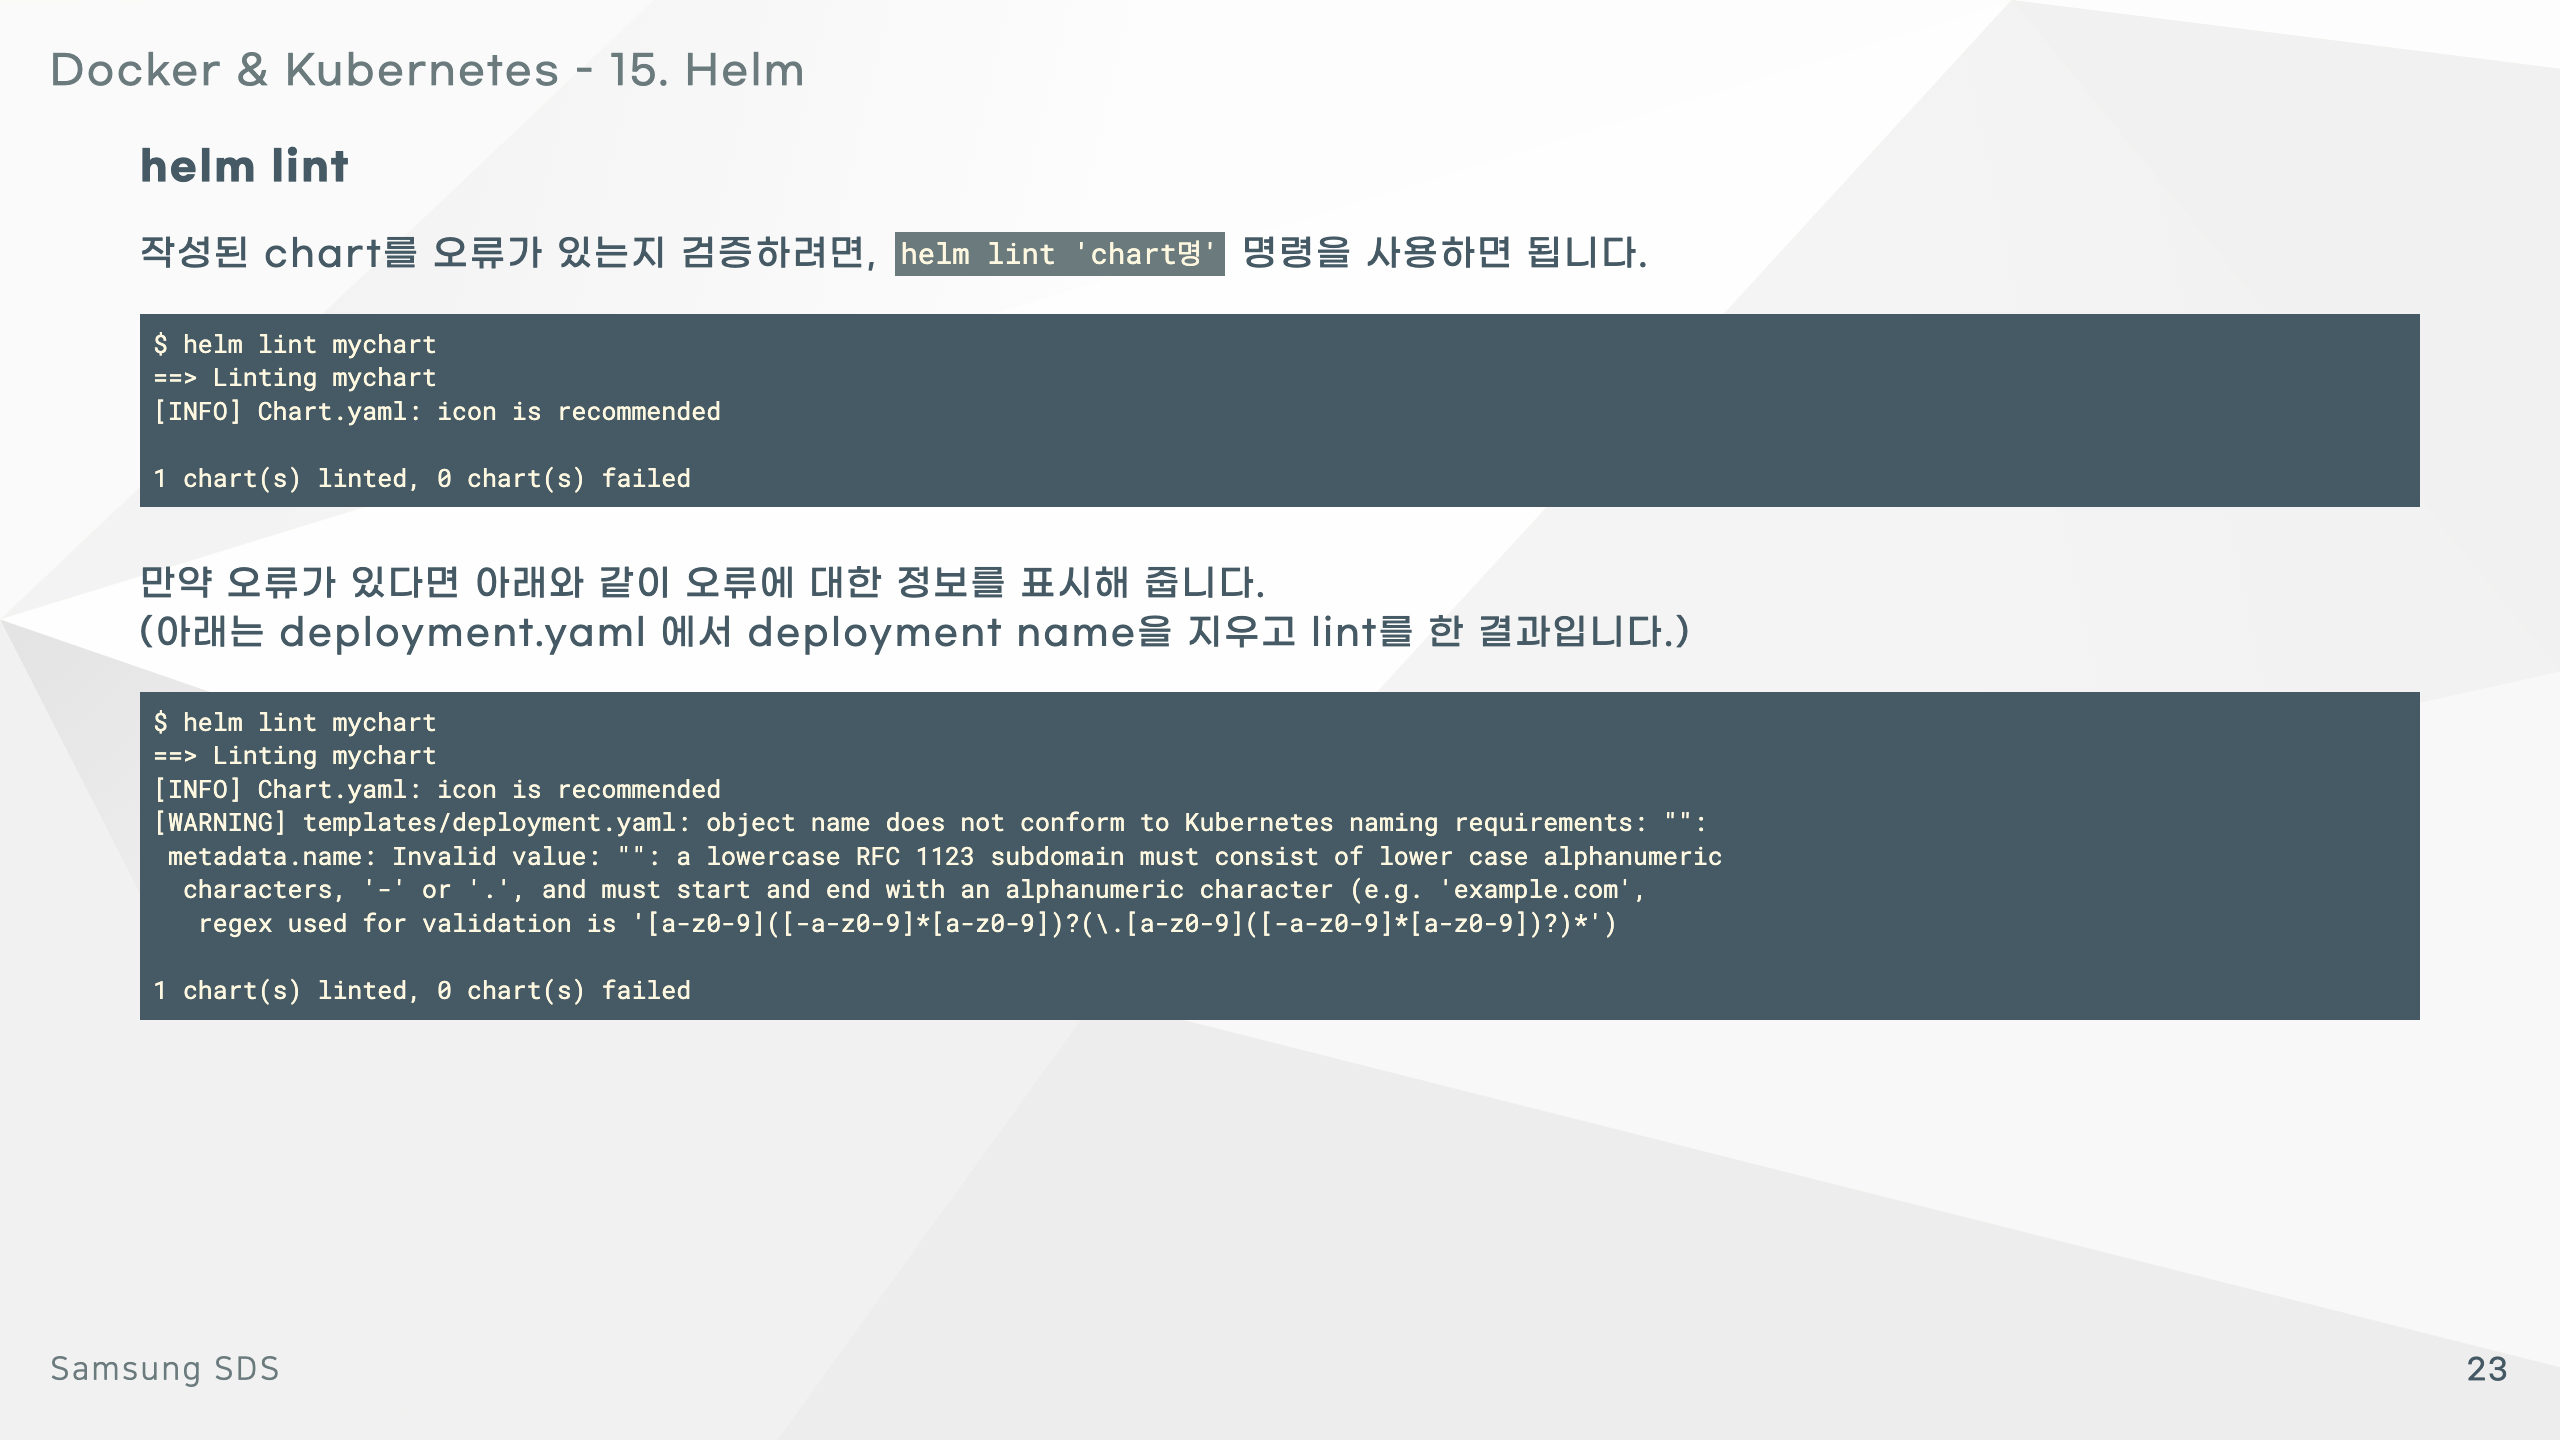 Docker & Kubernetes - 15. Helm
helm lint
작성된 chart를 오류가 있는지 검증하려면, helm lint 'chart명' 명령을 사용하면 됩니다.
$ helm lint mychart
==> Linting mychart
[INFO] Chart.yaml: icon is recommended
1 chart(s) linted, 0 chart(s) failed
만약 오류가 있다면 아래와 같이 오류에 대한 정보를 표시해 줍니다.
(아래는 deployment.yaml 에서 deployment name을 지우고 lint를 한 결과입니다.)
$ helm lint mychart
==> Linting mychart
[INFO] Chart.yaml: icon is recommended
[WARNING] templates/deployment.yaml: object name does not conform to Kubernetes naming requirements: "":
metadata.name: Invalid value: "": a lowercase RFC 1123 subdomain must consist of lower case alphanumeric
characters, '-' or '.', and must start and end with an alphanumeric character (e.g. 'example.com',
regex used for validation is '[a-z0-9]([-a-z0-9]*[a-z0-9])?(\.[a-z0-9]([-a-z0-9]*[a-z0-9])?)*')
1 chart(s) linted, 0 chart(s) failed
Samsung SDS
23